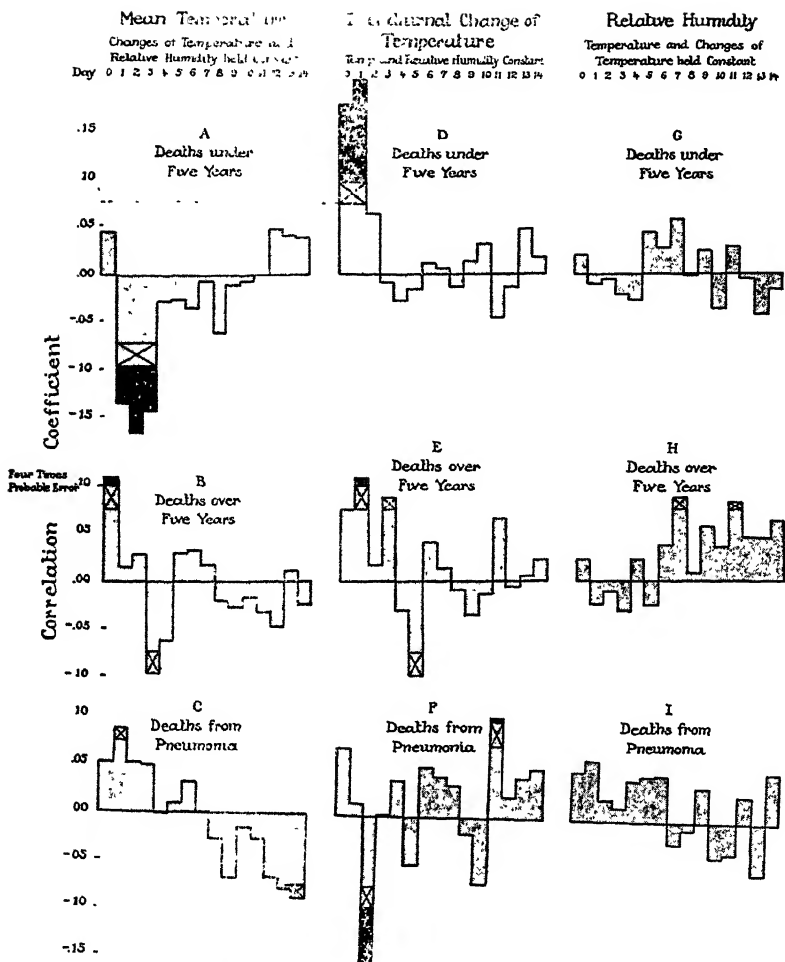 Mean
Changes of Temperature and
Relative Humidity held Constant
Day 0 1 2 3 4 5 6 7 8 9 10 11 12 13 14
Change of
Temperature
Temp and Relative Humidity Constant
0 1 2 3 4 5 6 7 8 9 10 11 12 13 14
Relative Humidity
Temperature and Changes of
Temperature held Constant
0 1 2 3 4 5 6 7 8 9 10 11 12 13 14
.15
10
.05
.00
-.05
-10
-15
A
Deaths under
Five Years
D
Deaths under
Five Years
G
Deaths under
Five Years
Correlation Coefficient
Four Times
Probable Error
10
05
.00
-.05
-10
B
Deaths over
Five Years
E
Deaths over
Five Years
H
Deaths over
Five Years
10
.05
00
-.05
-.10
-.15
C
Deaths from
Pneumonia
F
Deaths from
Pneumonia
I
Deaths from
Pneumonia